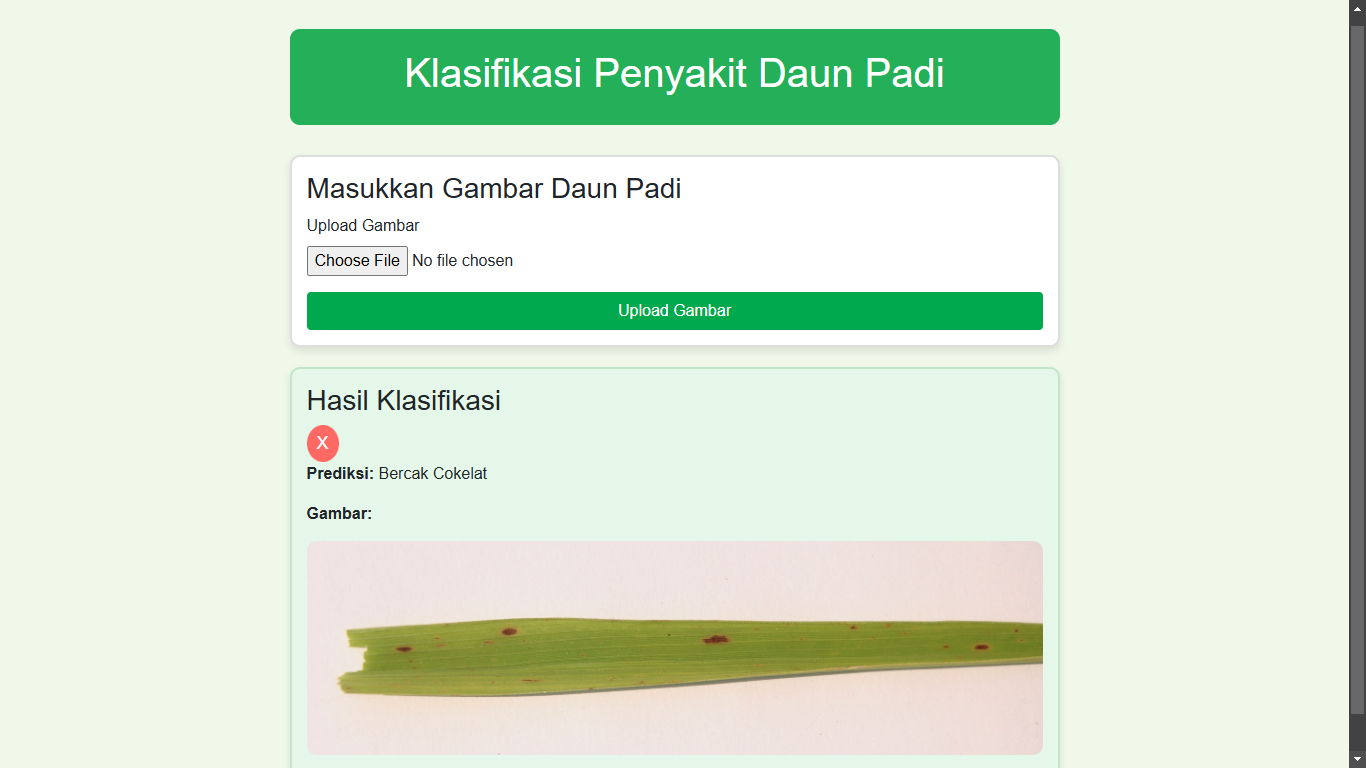 Klasifikasi Penyakit Daun Padi
Masukkan Gambar Daun Padi
Upload Gambar
Choose File No file chosen
Upload Gambar
Hasil Klasifikasi
X
Prediksi: Bercak Cokelat
Gambar: